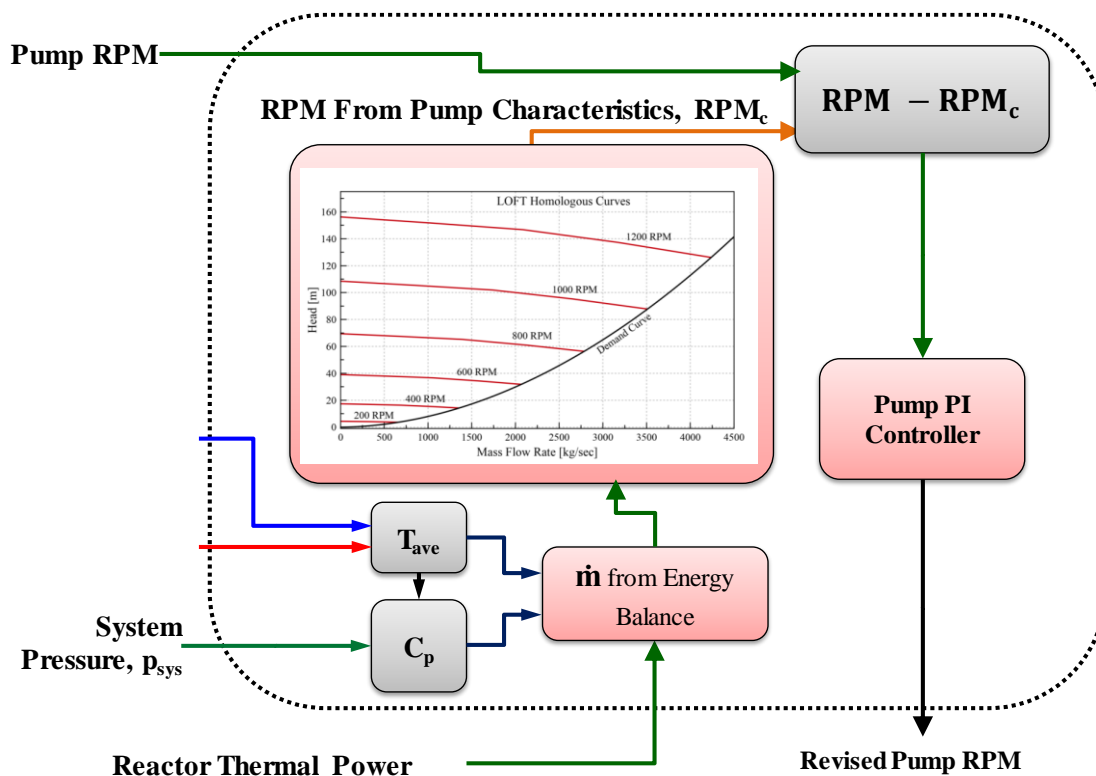 Pump RPM
RPM − RPMc
RPM From Pump Characteristics, RPMc
LOFT Homologous Curves
160
140
120
100
80
60
40
20
0
Head [m]
1200 RPM
1000 RPM
800 RPM
600 RPM
400 RPM
200 RPM
Demand Curve
0 500 1000 1500 2000 2500 3000 3500 4000 4500
Mass Flow Rate [kg/sec]
Pump PI
Controller
Tave
ṁ from Energy
Balance
System
Pressure, psys
Cp
Reactor Thermal Power
Revised Pump RPM